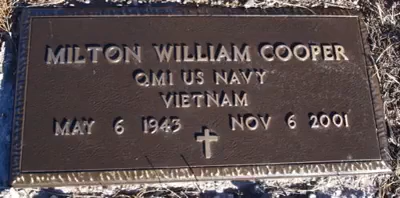 MILTON WILLIAM COOPER
QM1 US NAVY
VIETNAM
MAY 6 1943 NOV 6 2001